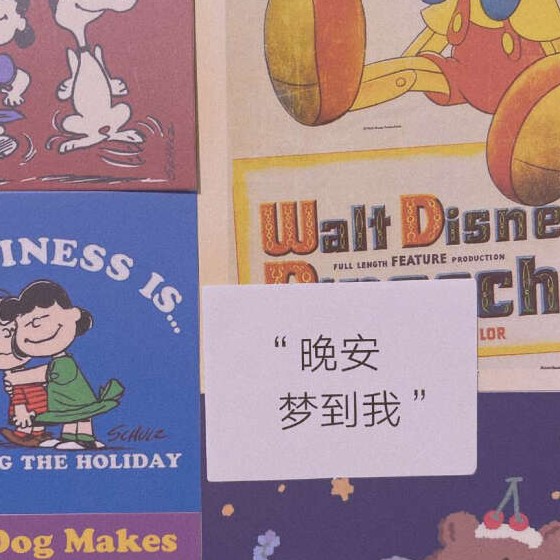 Schulz
Walt Disne
FULL LENGTH FEATURE PRODUCTION
LOR
INESS IS...
“晚安
梦到我”
SCHULZ
G THE HOLIDAY
Dog Makes